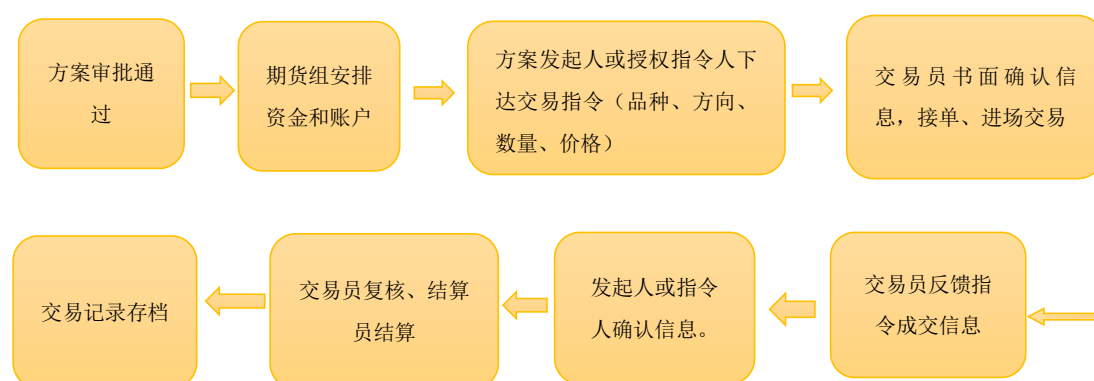 方案审批通
过
期货组安排
资金和账户
方案发起人或授权指令人下
达交易指令（品种、方向、
数量、价格）
交易员书面确认信
息，接单、进场交易
交易记录存档
交易员复核、结算
员结算
发起人或指令
人确认信息。
交易员反馈指
令成交信息